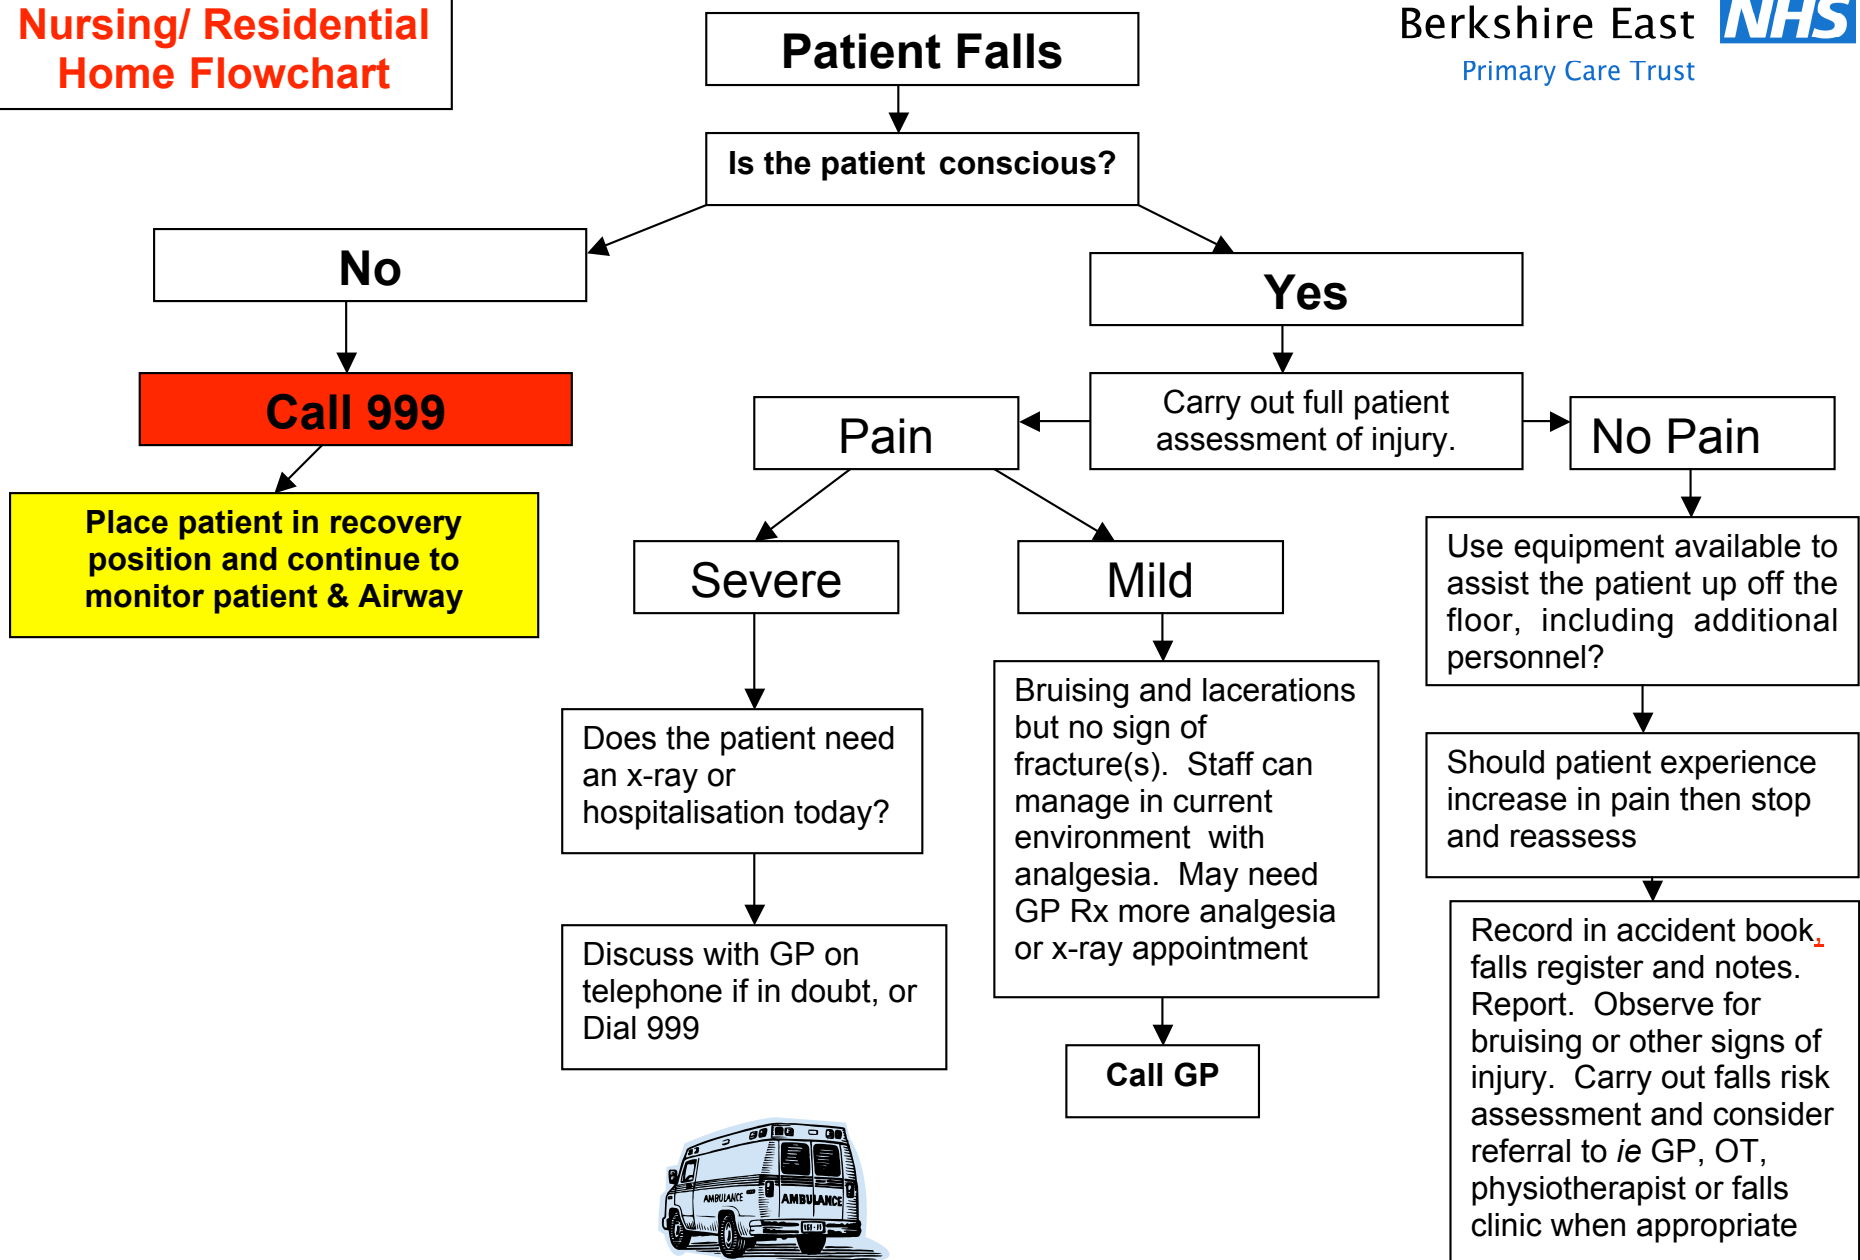 Nursing/ Residential
Home Flowchart
Patient Falls
Berkshire East NHS
Primary Care Trust
Is the patient conscious?
No
Yes
Call 999
Place patient in recovery
position and continue to
monitor patient & Airway
Carry out full patient
assessment of injury.
Pain
No Pain
Severe
Mild
Does the patient need
an x-ray or
hospitalisation today?
Discuss with GP on
telephone if in doubt, or
Dial 999
Bruising and lacerations
but no sign of
fracture(s).  Staff can
manage in current
environment  with
analgesia.  May need
GP Rx more analgesia
or x-ray appointment
Call GP
Use equipment available to
assist the patient up off the
floor, including additional
personnel?
Should patient experience
increase in pain then stop
and reassess
Record in accident book,
falls register and notes.
Report.  Observe for
bruising or other signs of
injury.  Carry out falls risk
assessment and consider
referral to ie GP, OT,
physiotherapist or falls
clinic when appropriate
AMBULANCE
AMBULANCE